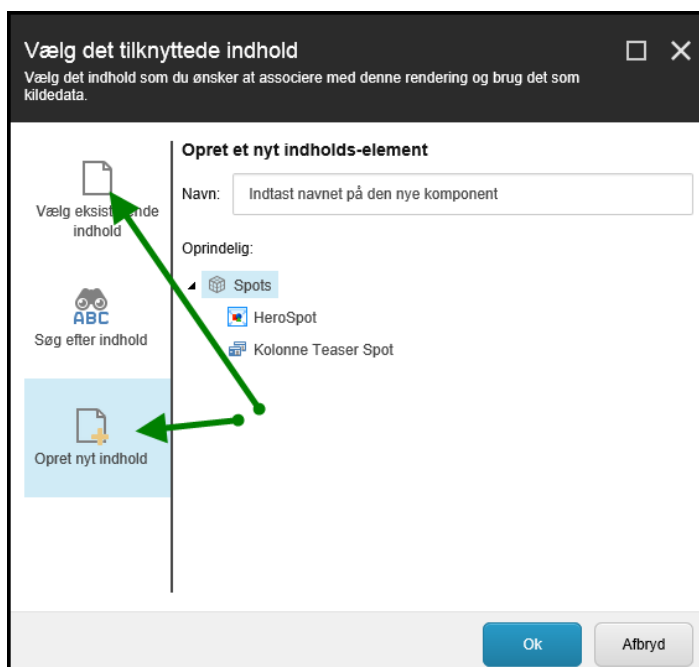 Vælg det tilknyttede indhold
Vælg det indhold som du ønsker at associere med denne rendering og brug det som
kildedata.
Opret et nyt indholds-element
Navn:
Indtast navnet på den nye komponent
Vælg
indhold
Oprindelig:
Spots
HeroSpot
ABC
Søg efter indhold
Kolonne Teaser Spot
Opret nyt indhold
Ok
Afbryd